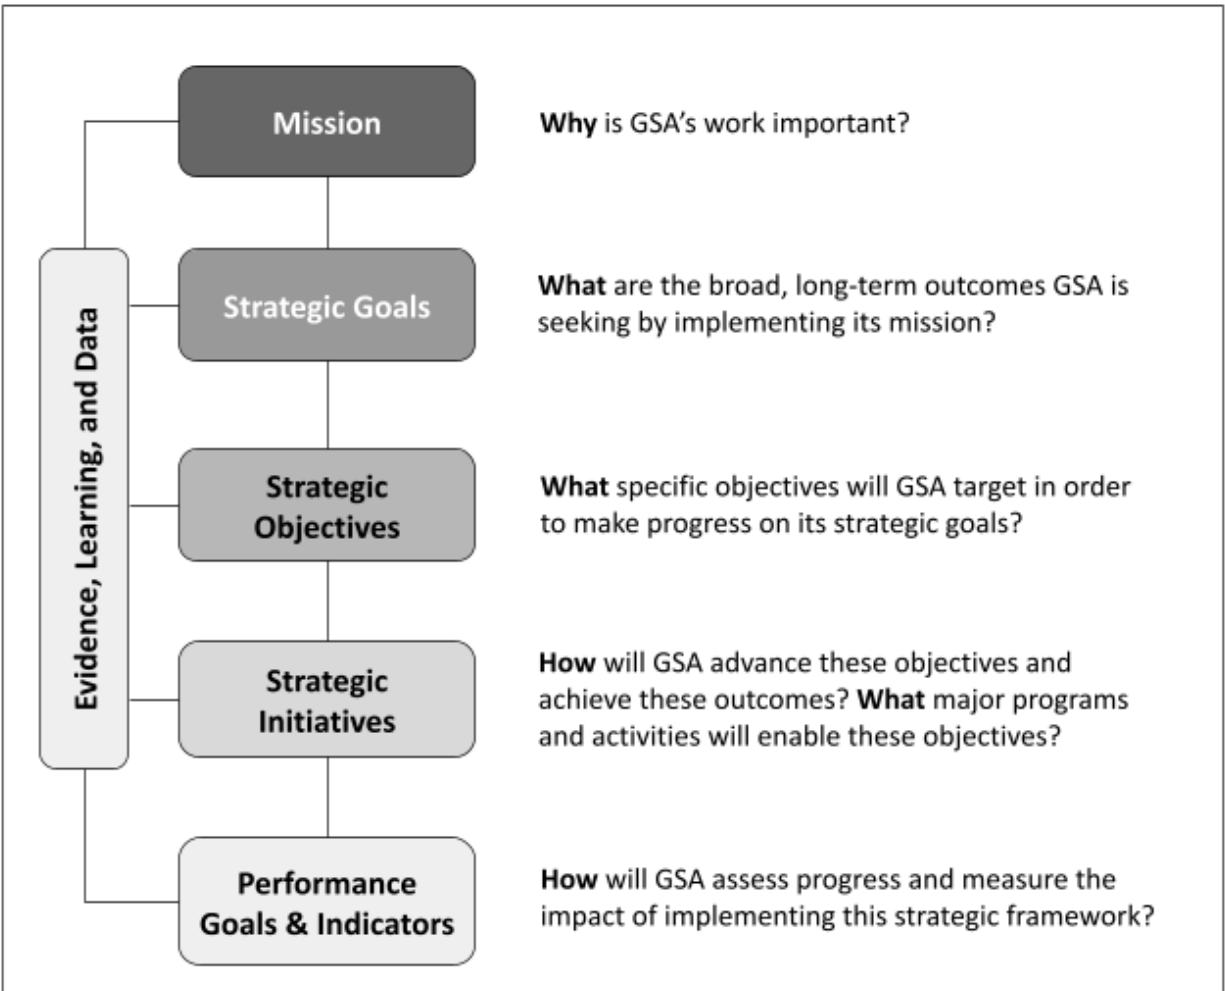 Mission
Why is GSA’s work important?
Evidence, Learning, and Data
Strategic Goals
What are the broad, long-term outcomes GSA is
seeking by implementing its mission?
Strategic
Objectives
What specific objectives will GSA target in order
to make progress on its strategic goals?
Strategic
Initiatives
How will GSA advance these objectives and
achieve these outcomes? What major programs
and activities will enable these objectives?
Performance
Goals & Indicators
How will GSA assess progress and measure the
impact of implementing this strategic framework?